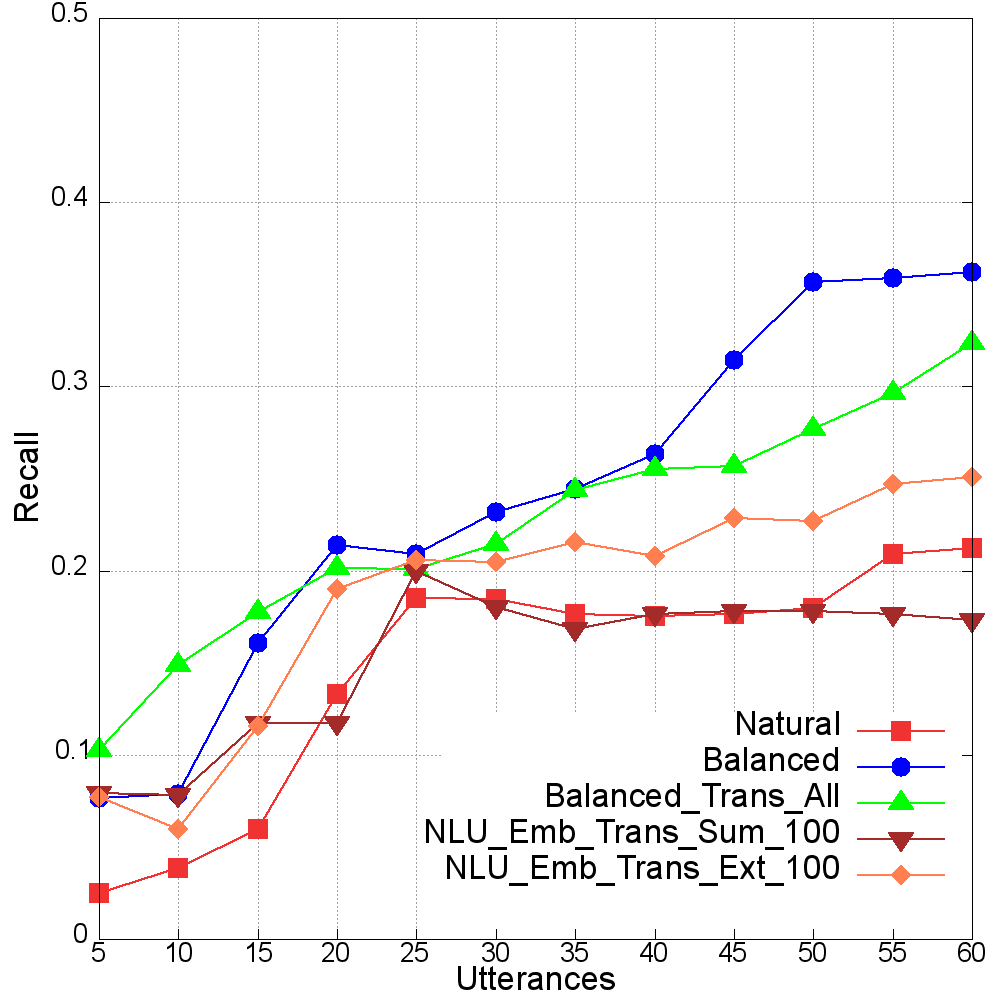 0.5
0.4
0.3
0.2
0.1
0
Recall
5 10 15 20 25 30 35 40 45 50 55 60
Utterances
Natural
Balanced
Balanced_Trans_All
NLU_Emb_Trans_Sum_100
NLU_Emb_Trans_Ext_100